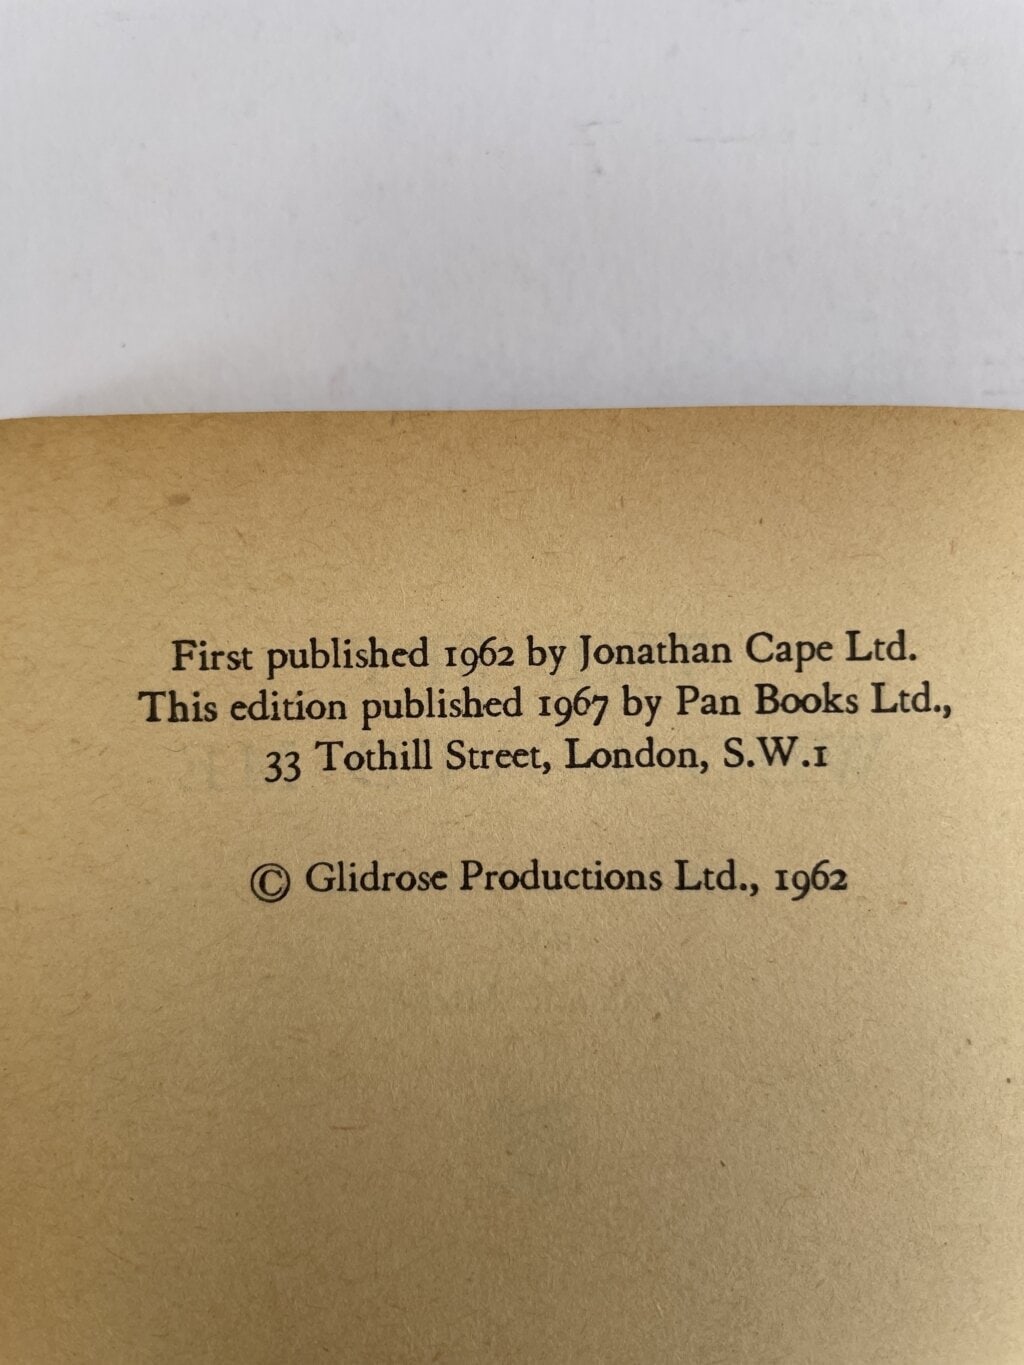 First published 1962 by Jonathan Cape Ltd.
This edition published 1967 by Pan Books Ltd.,
33 Tothill Street, London, S.W.1
© Glidrose Productions Ltd., 1962